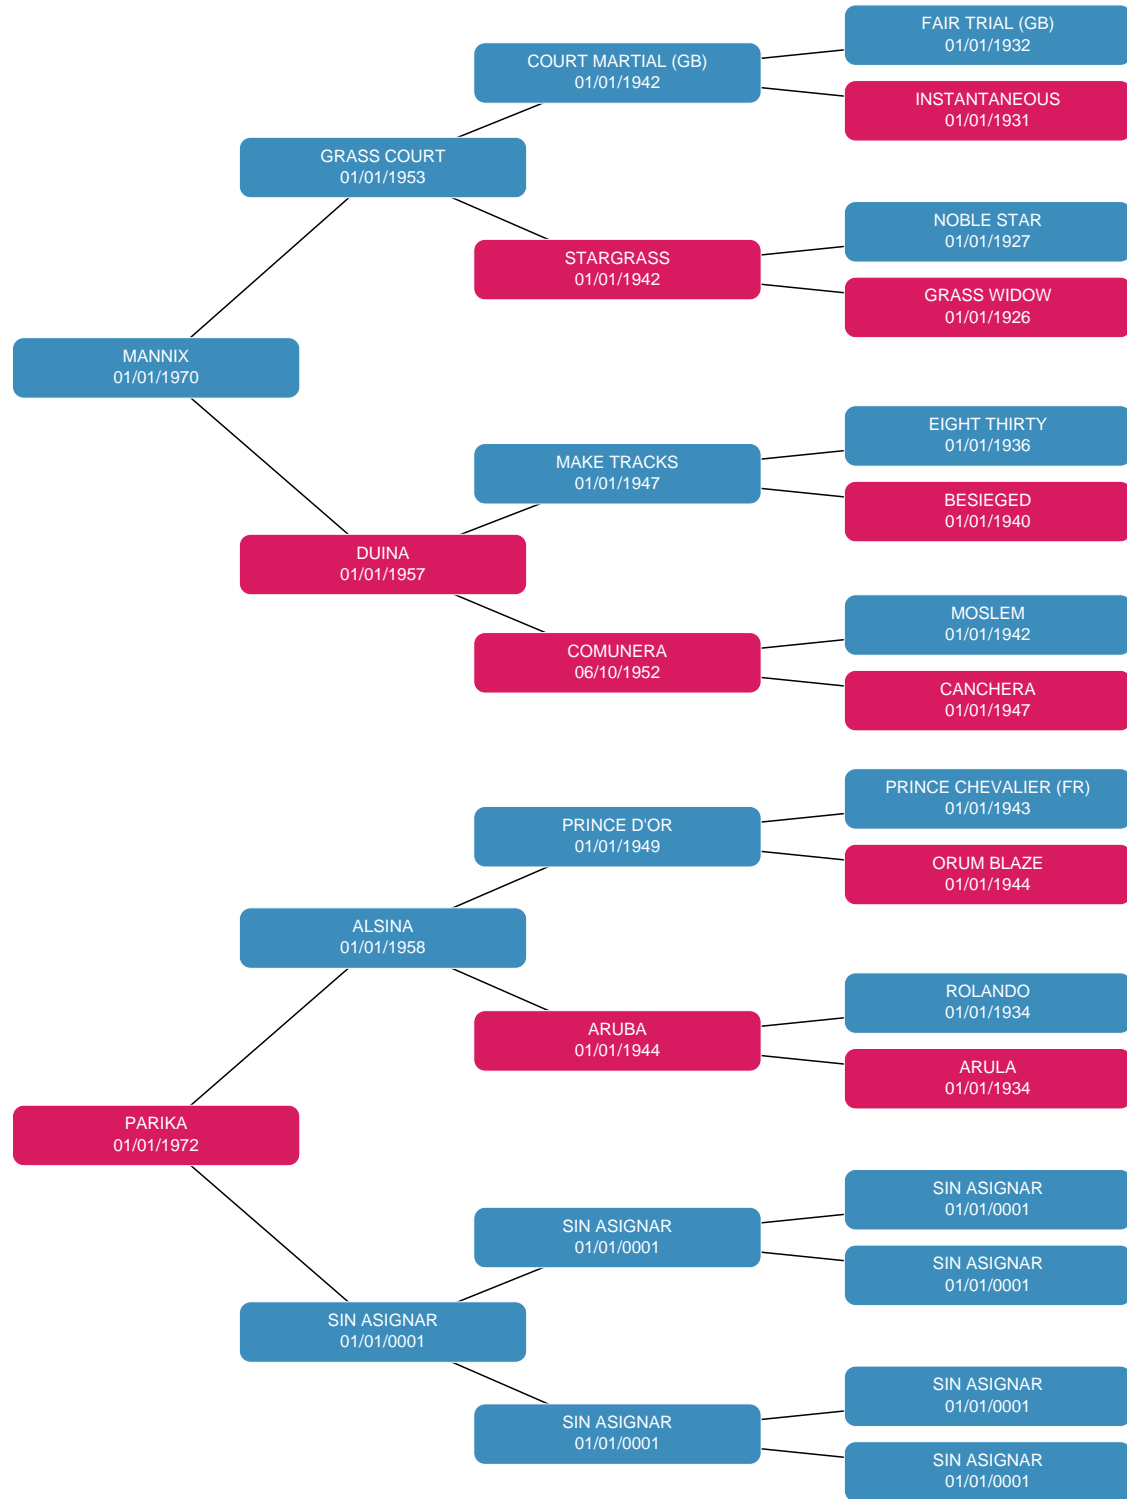 FAIR TRIAL (GB)
01/01/1932
COURT MARTIAL (GB)
01/01/1942
INSTANTANEOUS
01/01/1931
GRASS COURT
01/01/1953
NOBLE STAR
01/01/1927
STARGRASS
01/01/1942
GRASS WIDOW
01/01/1926
MANNIX
01/01/1970
EIGHT THIRTY
01/01/1936
MAKE TRACKS
01/01/1947
BESIEGED
01/01/1940
DUINA
01/01/1957
MOSLEM
01/01/1942
COMUNERA
06/10/1952
CANCHERA
01/01/1947
PRINCE CHEVALIER (FR)
01/01/1943
PRINCE D'OR
01/01/1949
ORUM BLAZE
01/01/1944
ALSINA
01/01/1958
ROLANDO
01/01/1934
ARUBA
01/01/1944
ARULA
01/01/1934
PARIKA
01/01/1972
SIN ASIGNAR
01/01/0001
SIN ASIGNAR
01/01/0001
SIN ASIGNAR
01/01/0001
SIN ASIGNAR
01/01/0001
SIN ASIGNAR
01/01/0001
SIN ASIGNAR
01/01/0001
SIN ASIGNAR
01/01/0001